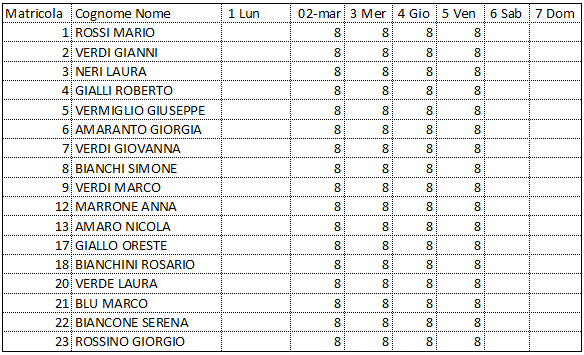 Matricola Cognome Nome 1 Lun 02-mar 3 Mer 4 Gio 5 Ven 6 Sab 7 Dom
1 ROSSI MARIO 8 8 8 8
2 VERDI GIANNI 8 8 8 8
3 NERI LAURA 8 8 8 8
4 GIALLI ROBERTO 8 8 8 8
5 VERMIGLIO GIUSEPPE 8 8 8 8
6 AMARANTO GIORGIA 8 8 8 8
7 VERDI GIOVANNA 8 8 8 8
8 BIANCHI SIMONE 8 8 8 8
9 VERDI MARCO 8 8 8 8
12 MARRONE ANNA 8 8 8 8
13 AMARO NICOLA 8 8 8 8
17 GIALLO ORESTE 8 8 8 8
18 BIANCHINI ROSARIO 8 8 8 8
20 VERDE LAURA 8 8 8 8
21 BLU MARCO 8 8 8 8
22 BIANCONE SERENA 8 8 8 8
23 ROSSINO GIORGIO 8 8 8 8